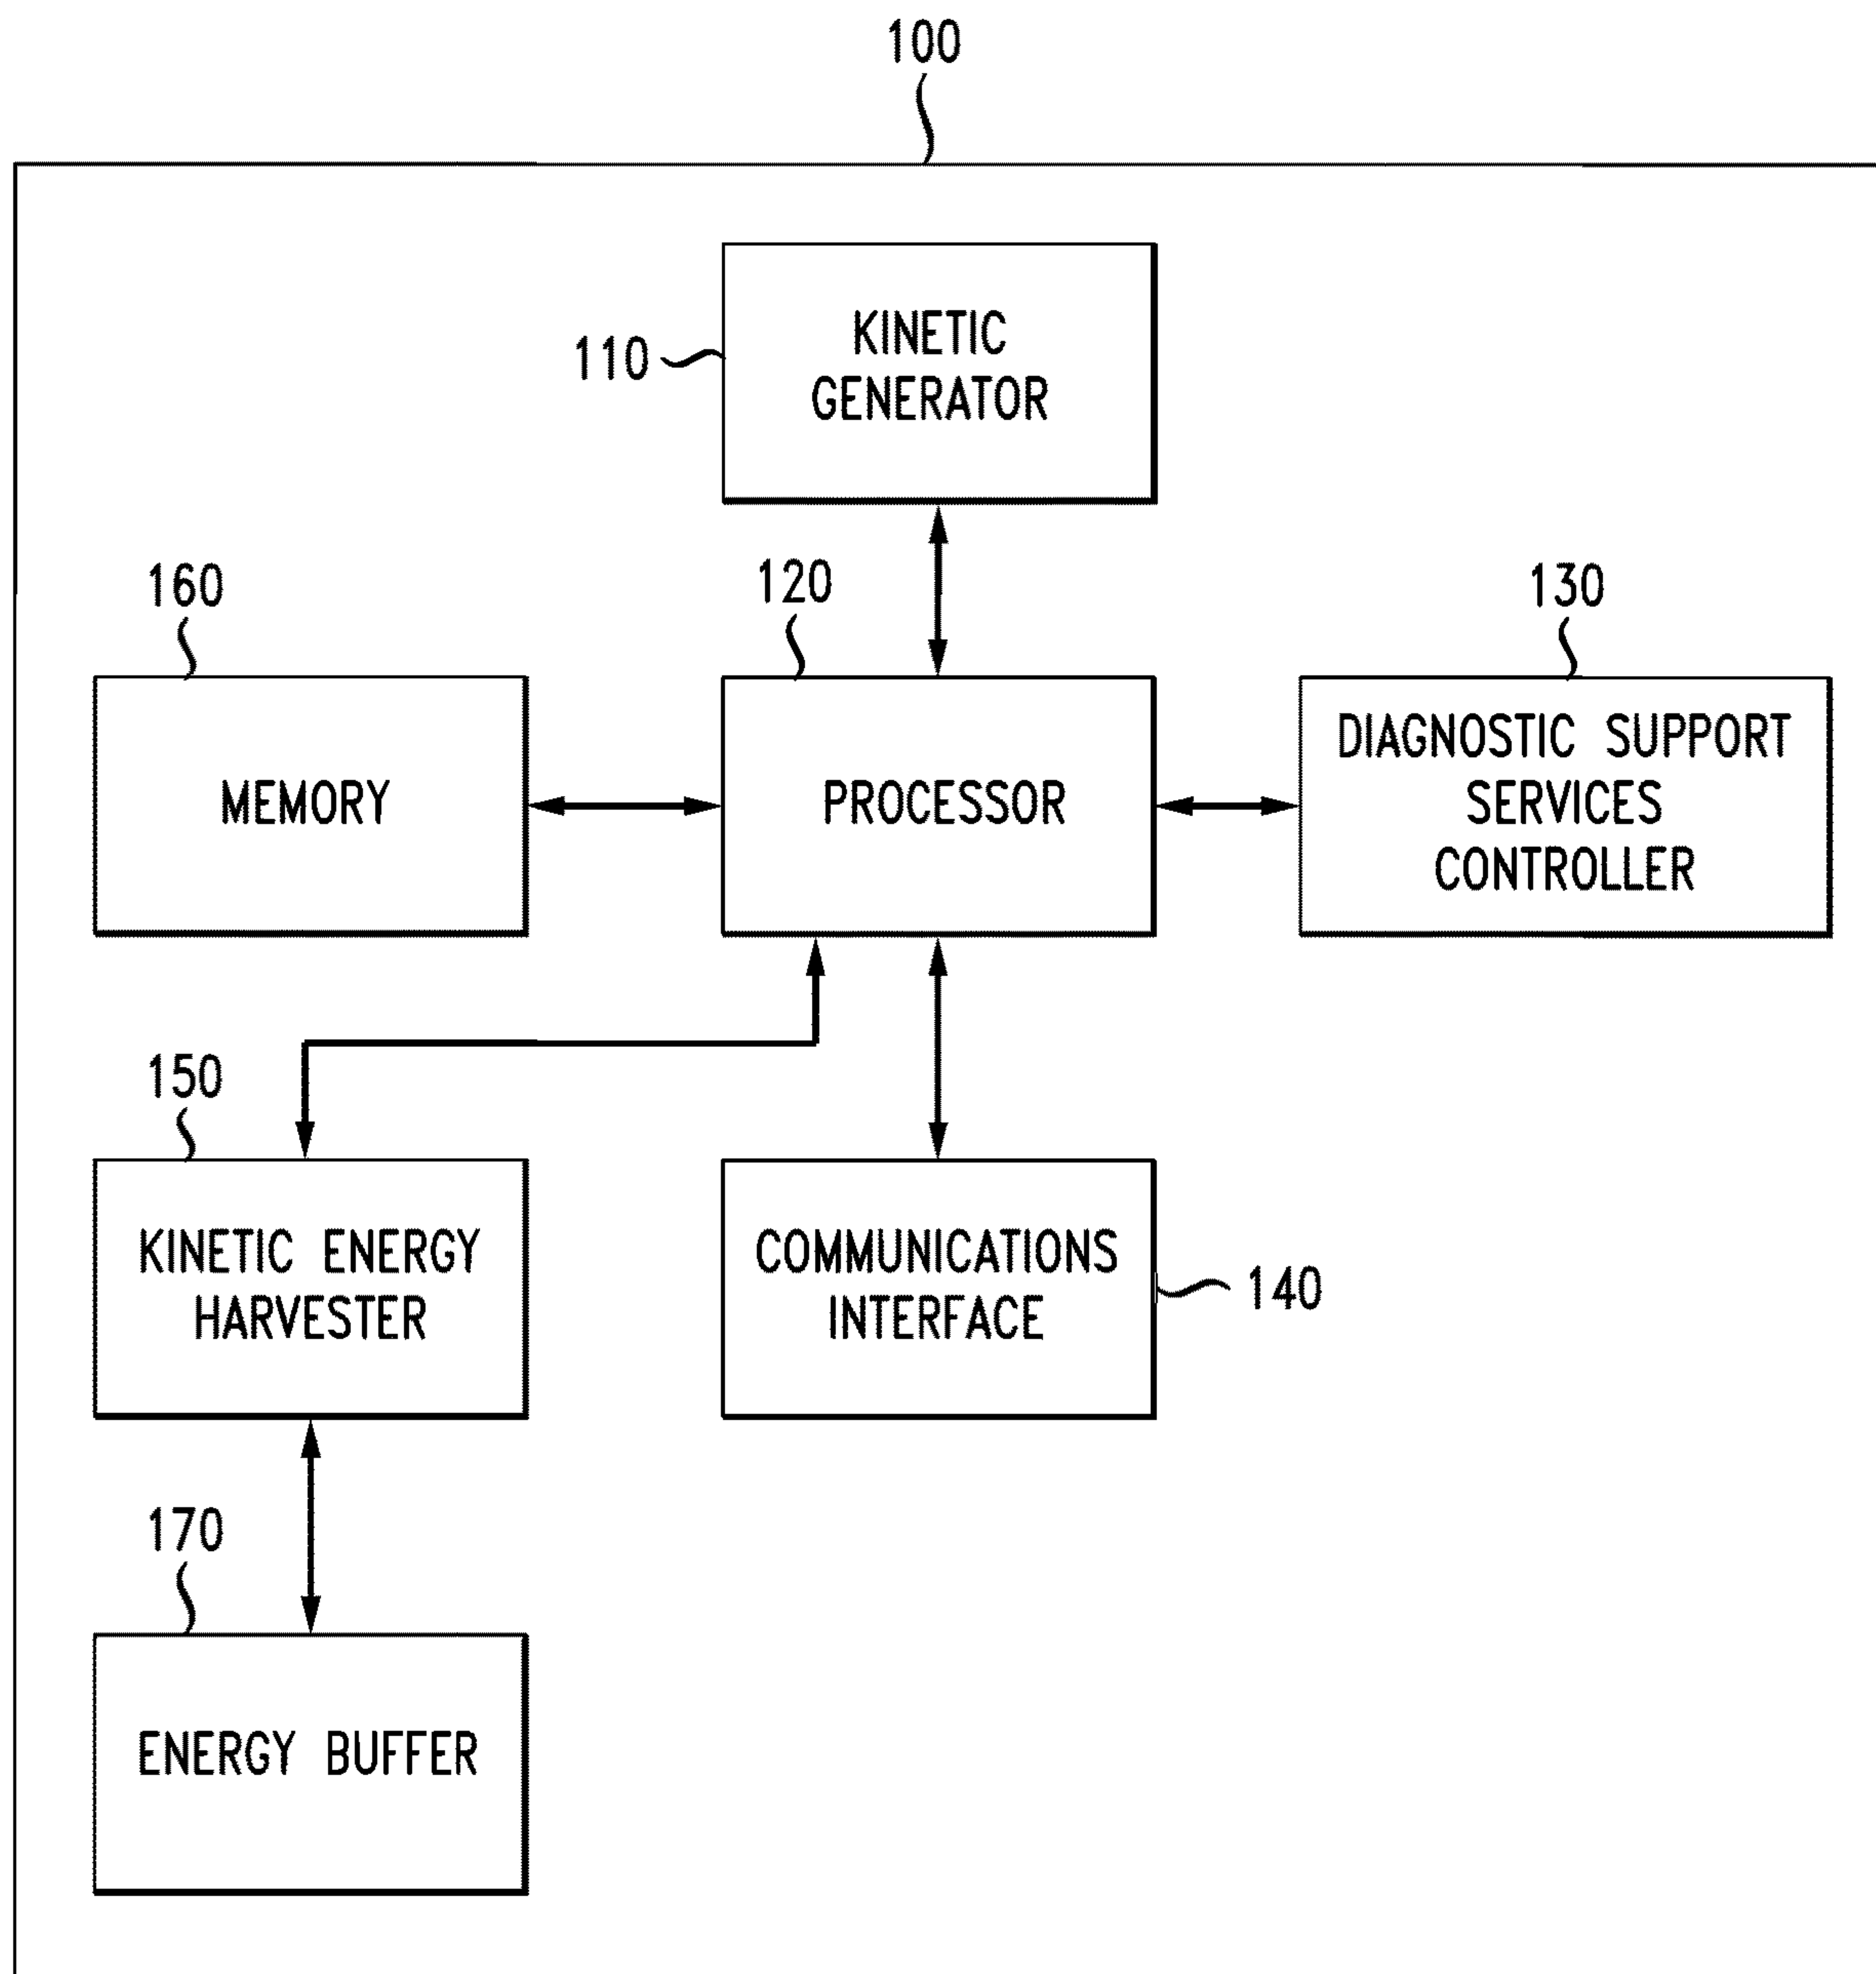 100
110
KINETIC
GENERATOR
160
120
130
MEMORY
PROCESSOR
DIAGNOSTIC SUPPORT
SERVICES
CONTROLLER
150
KINETIC ENERGY
HARVESTER
COMMUNICATIONS
INTERFACE
140
170
ENERGY BUFFER